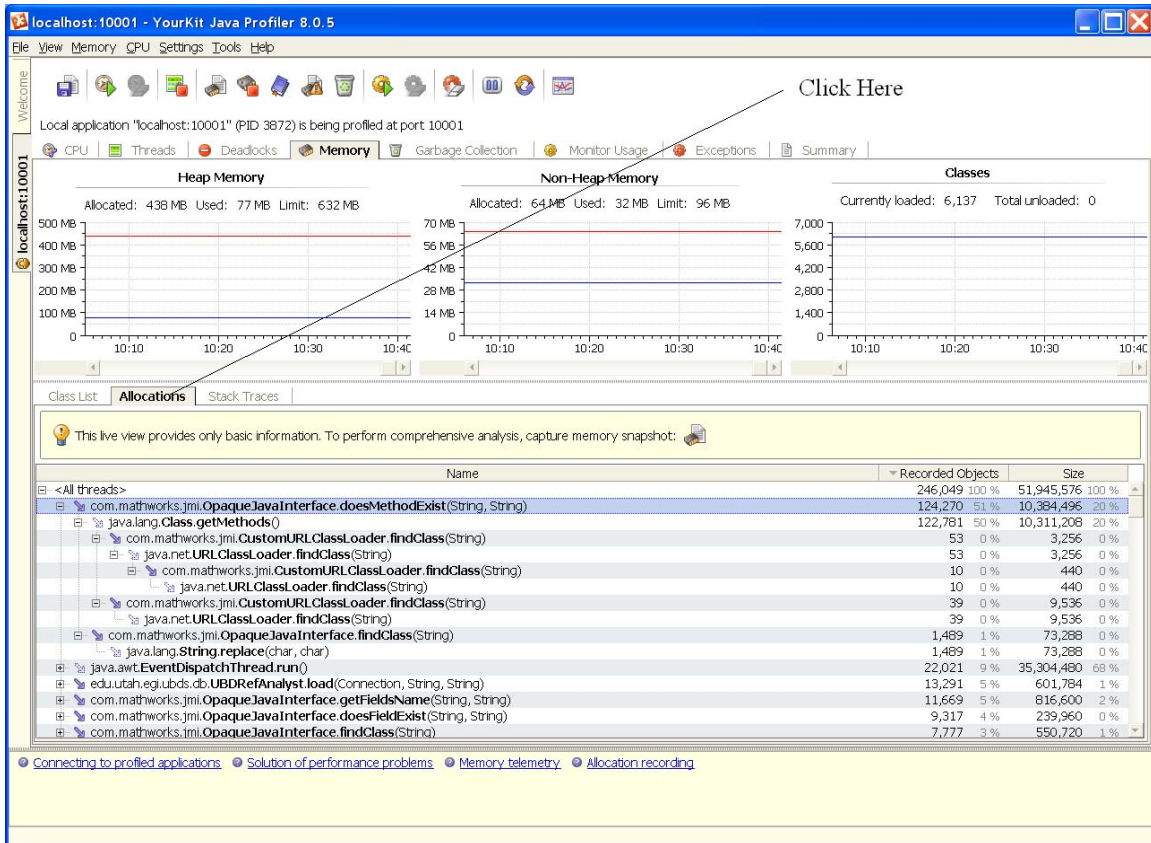 localhost:10001 - YourKit Java Profiler 8.0.5
File View Memory CPU Settings Tools Help
Welcome
localhost:10001
Click Here
Local application "localhost:10001" (PID 3872) is being profiled at port 10001
CPU Threads Deadlocks Memory Garbage Collection Monitor Usage Exceptions Summary
Heap Memory
Allocated: 438 MB Used: 77 MB Limit: 632 MB
500 MB
400 MB
300 MB
200 MB
100 MB
0
10:10 10:20 10:30 10:40
Non-Heap Memory
Allocated: 64 MB Used: 32 MB Limit: 96 MB
70 MB
56 MB
42 MB
28 MB
14 MB
0
10:10 10:20 10:30 10:40
Classes
Currently loaded: 6,137 Total unloaded: 0
7,000
5,600
4,200
2,800
1,400
0
10:10 10:20 10:30 10:40
Class List Allocations Stack Traces
This live view provides only basic information. To perform comprehensive analysis, capture memory snapshot:
Name Recorded Objects Size
<All threads> 246,049 100 % 51,945,576 100 %
com.mathworks.jmi.OpaqueJavaInterface.doesMethodExist(String, String) 124,270 51 % 10,384,496 20 %
java.lang.Class.getMethods() 122,781 50 % 10,311,208 20 %
com.mathworks.jmi.CustomURLClassLoader.findClass(String) 53 0 % 3,256 0 %
java.net.URLClassLoader.findClass(String) 53 0 % 3,256 0 %
com.mathworks.jmi.CustomURLClassLoader.findClass(String) 10 0 % 440 0 %
java.net.URLClassLoader.findClass(String) 10 0 % 440 0 %
com.mathworks.jmi.CustomURLClassLoader.findClass(String) 39 0 % 9,536 0 %
java.net.URLClassLoader.findClass(String) 39 0 % 9,536 0 %
com.mathworks.jmi.OpaqueJavaInterface.findClass(String) 1,489 1 % 73,288 0 %
java.lang.String.replace(char, char) 1,489 1 % 73,288 0 %
java.awt.EventDispatchThread.run() 22,021 9 % 35,304,480 68 %
edu.utah.egi.ubds.db.UBDRefAnalyst.load(Connection, String, String) 13,291 5 % 601,784 1 %
com.mathworks.jmi.OpaqueJavaInterface.getFieldsName(String, String) 11,669 5 % 816,600 2 %
com.mathworks.jmi.OpaqueJavaInterface.doesFieldExist(String, String) 9,317 4 % 239,960 0 %
com.mathworks.jmi.OpaqueJavaInterface.findClass(String) 7,777 3 % 550,720 1 %
Connecting to profiled applications Solution of performance problems Memory telemetry Allocation recording